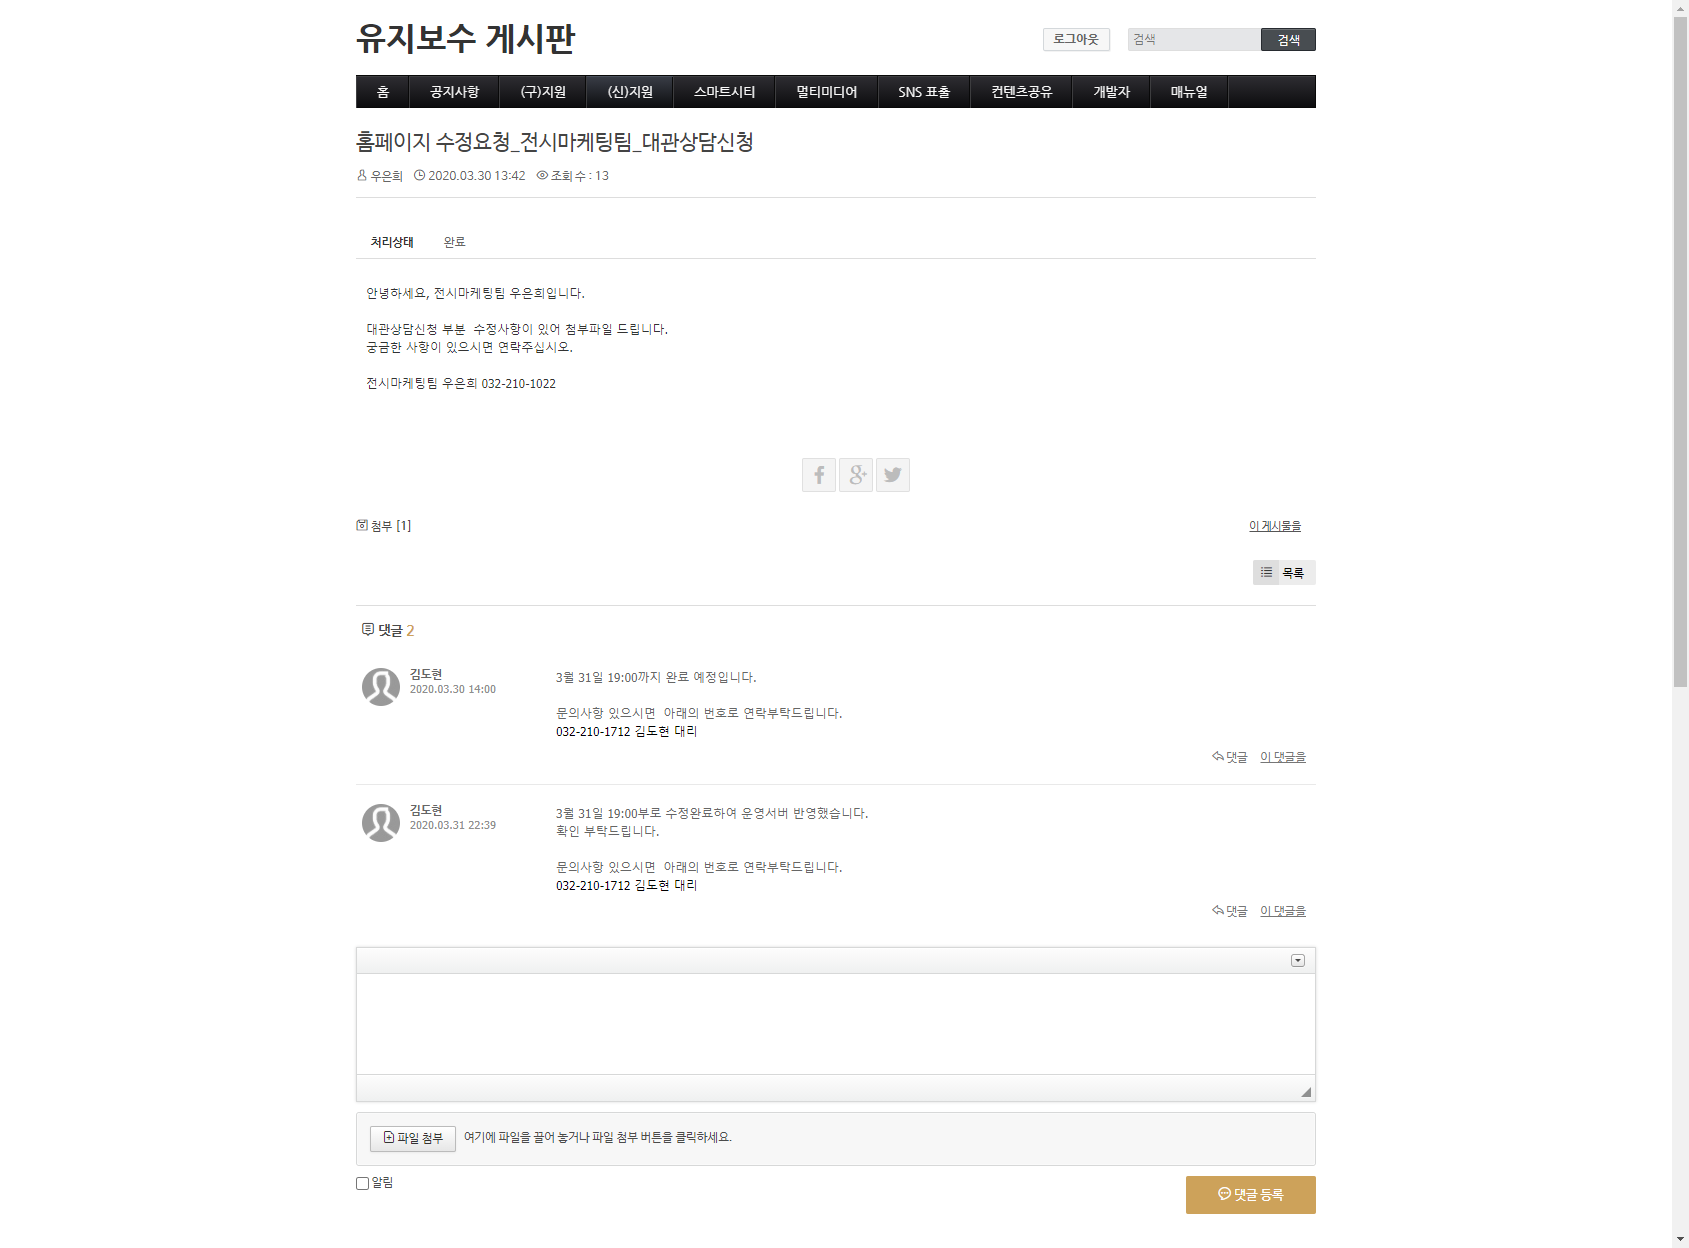 유지보수 게시판
로그아웃
검색
검색
홈
공지사항
(구)지원
(신)지원
스마트시티
멀티미디어
SNS 표출
컨텐츠공유
개발자
매뉴얼
홈페이지 수정요청_전시마케팅팀_대관상담신청
우은희 2020.03.30 13:42 조회 수 : 13
처리상태 완료
안녕하세요, 전시마케팅팀 우은희입니다.
대관상담신청 부분 수정사항이 있어 첨부파일 드립니다.
궁금한 사항이 있으시면 연락주십시오.
전시마케팅팀 우은희 032-210-1022
첨부 [1]
이 게시물을
목록
댓글 2
김도현
2020.03.30 14:00
3월 31일 19:00까지 완료 예정입니다.
문의사항 있으시면 아래의 번호로 연락부탁드립니다.
032-210-1712 김도현 대리
댓글 이 댓글을
김도현
2020.03.31 22:39
3월 31일 19:00부로 수정완료하여 운영서버 반영했습니다.
확인 부탁드립니다.
문의사항 있으시면 아래의 번호로 연락부탁드립니다.
032-210-1712 김도현 대리
댓글 이 댓글을
파일 첨부 여기에 파일을 끌어 놓거나 파일 첨부 버튼을 클릭하세요.
알림
댓글 등록